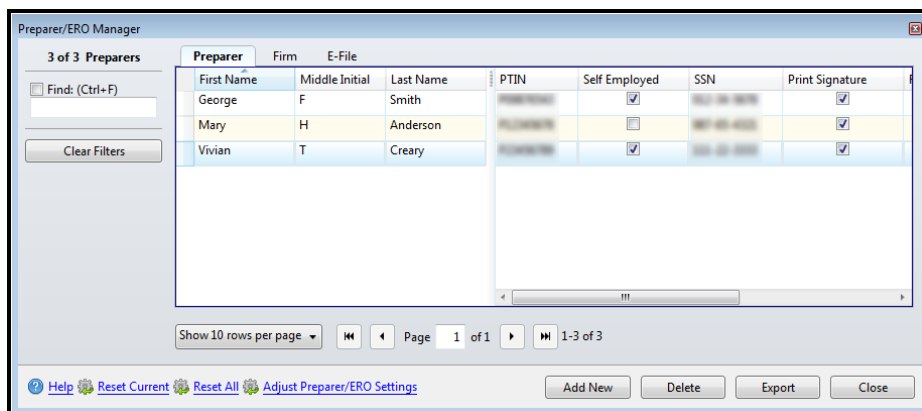 Preparer/ERO Manager
3 of 3 Preparers
Find: (Ctrl+F)
Clear Filters
Preparer Firm E-File
First Name Middle Initial Last Name PTIN Self Employed SSN Print Signature
George F Smith
Mary H Anderson
Vivian T Creary
Show 10 rows per page Page 1 of 1 1-3 of 3
Help Reset Current Reset All Adjust Preparer/ERO Settings Add New Delete Export Close